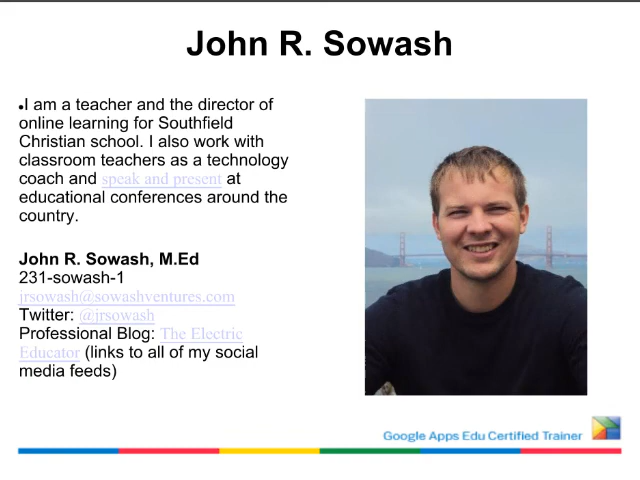 John R. Sowash
•I am a teacher and the director of
online learning for Southfield
Christian school. I also work with
classroom teachers as a technology
coach and speak and present at
educational conferences around the
country.
John R. Sowash, M.Ed
231-sowash-1
jrsowash@sowashventures.com
Twitter: @jrsowash
Professional Blog: The Electric
Educator (links to all of my social
media feeds)
Google Apps Edu Certified Trainer